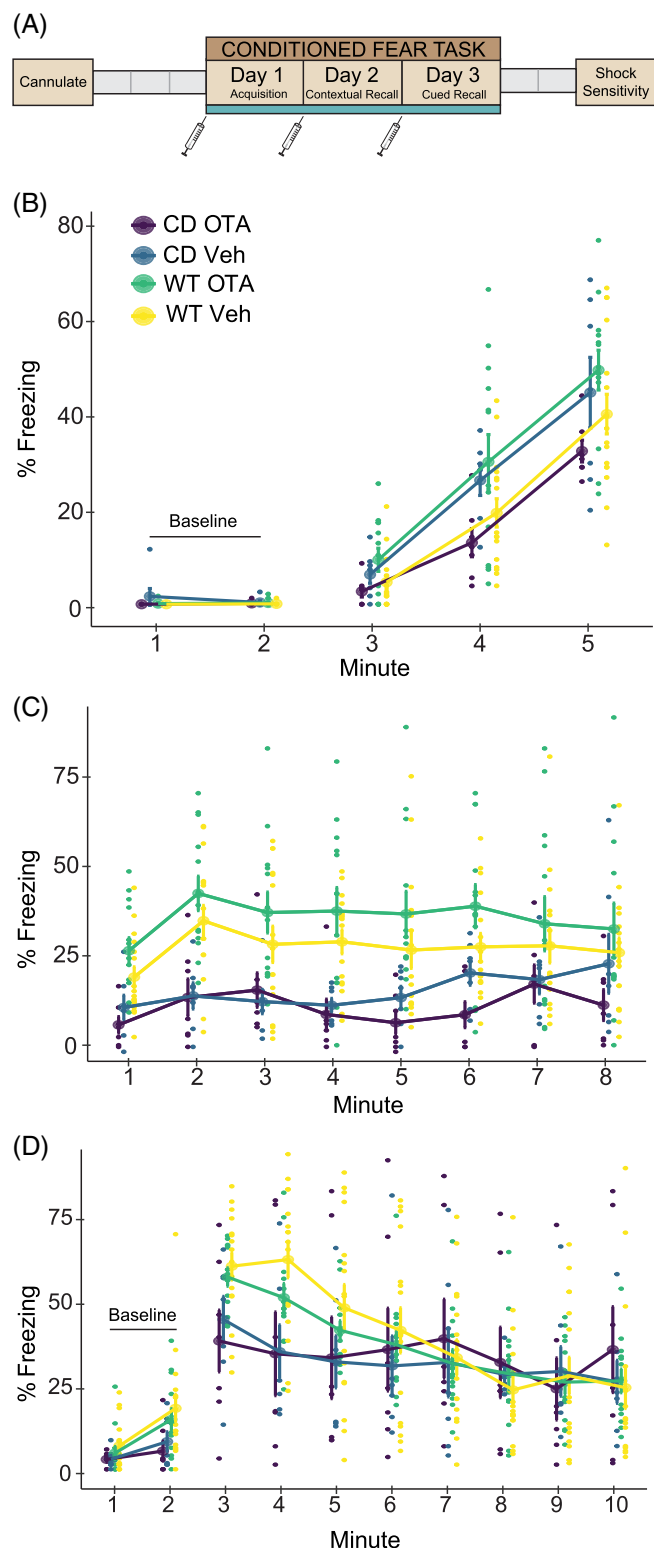 (A)
CONDITIONED FEAR TASK
Cannulate
Day 1
Acquisition
Day 2
Contextual Recall
Day 3
Cued Recall
Shock
Sensitivity
(B)
80
60
40
20
0
% Freezing
CD OTA
CD Veh
WT OTA
WT Veh
Baseline
1 2 3 4 5
Minute
(C)
75
50
25
0
% Freezing
1 2 3 4 5 6 7 8
Minute
(D)
75
50
25
0
% Freezing
Baseline
1 2 3 4 5 6 7 8 9 10
Minute